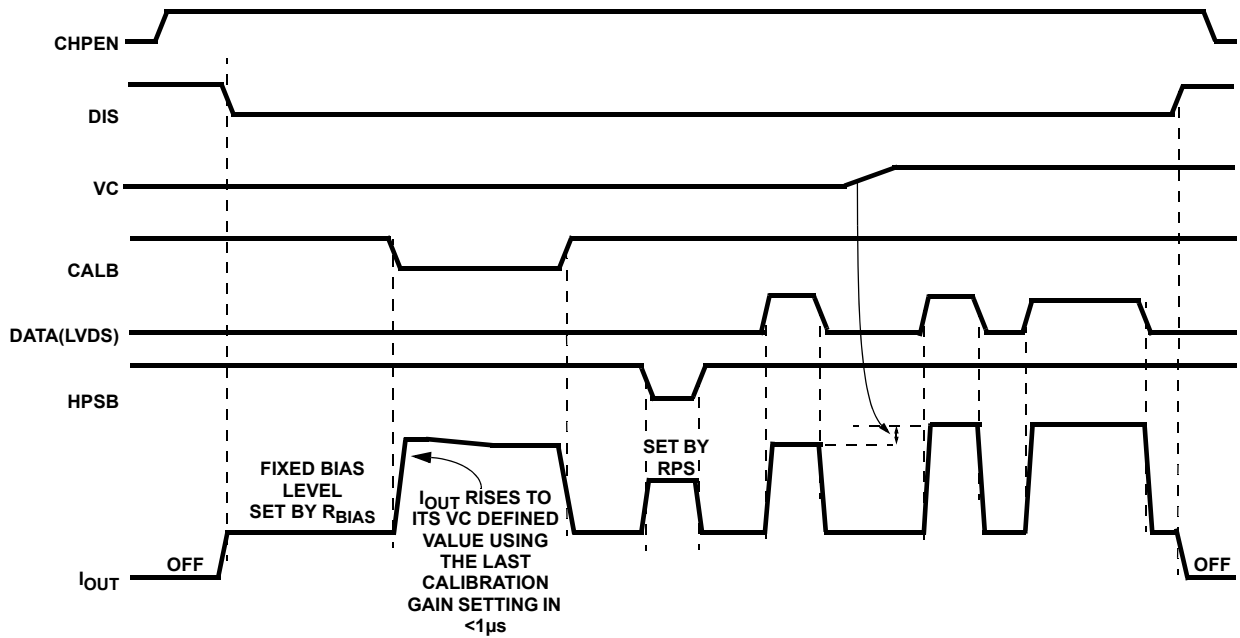 CHPEN
DIS
VC
CALB
DATA(LVDS)
HPSB
FIXED BIAS
LEVEL
SET BY RBIAS
IOUT RISES TO
ITS VC DEFINED
VALUE USING
THE LAST
CALIBRATION
GAIN SETTING IN
<1µs
SET BY
RPS
IOUT
OFF
OFF